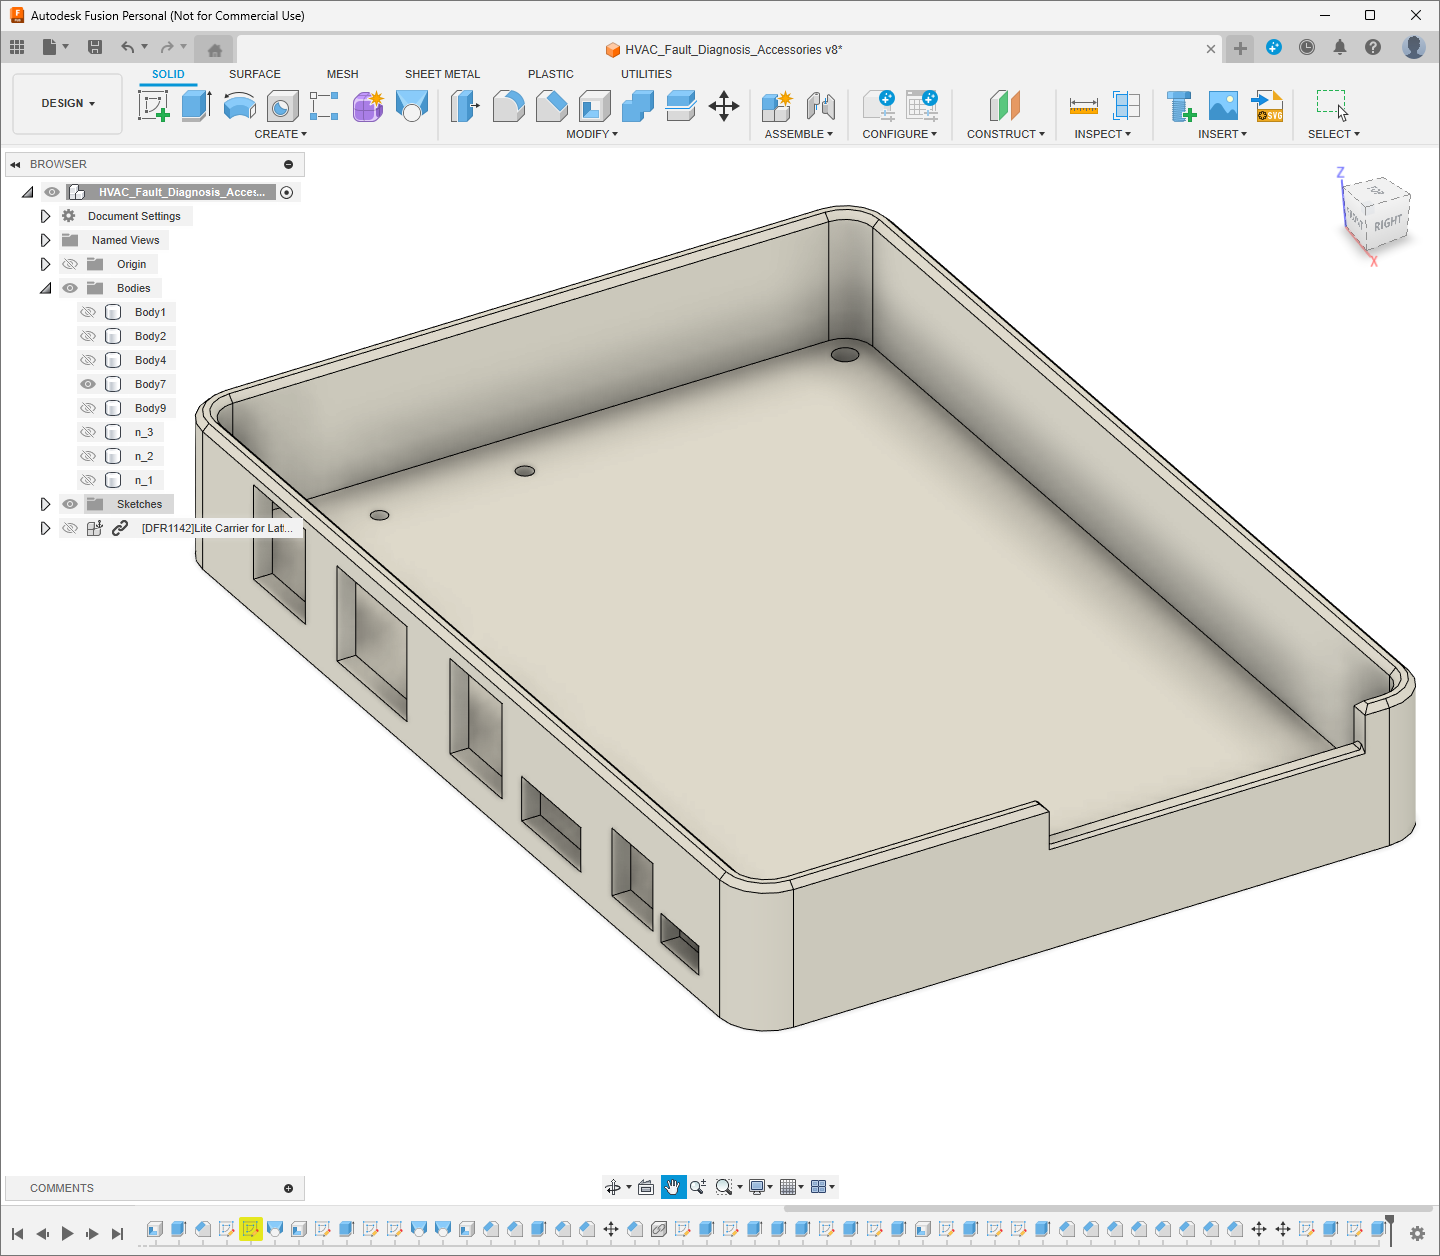 Autodesk Fusion Personal (Not for Commercial Use)
HVAC_Fault_Diagnosis_Accessories v8*
SOLID SURFACE MESH SHEET METAL PLASTIC UTILITIES
DESIGN
CREATE MODIFY ASSEMBLE CONFIGURE CONSTRUCT INSPECT INSERT SELECT
SVG
BROWSER
HVAC_Fault_Diagnosis_Acces...
Document Settings
Named Views
Origin
Bodies
Body1
Body2
Body4
Body7
Body9
n_3
n_2
n_1
Sketches
[DFR1142]Lite Carrier for Latt...
Z
TOP
FRONT
RIGHT
X
COMMENTS